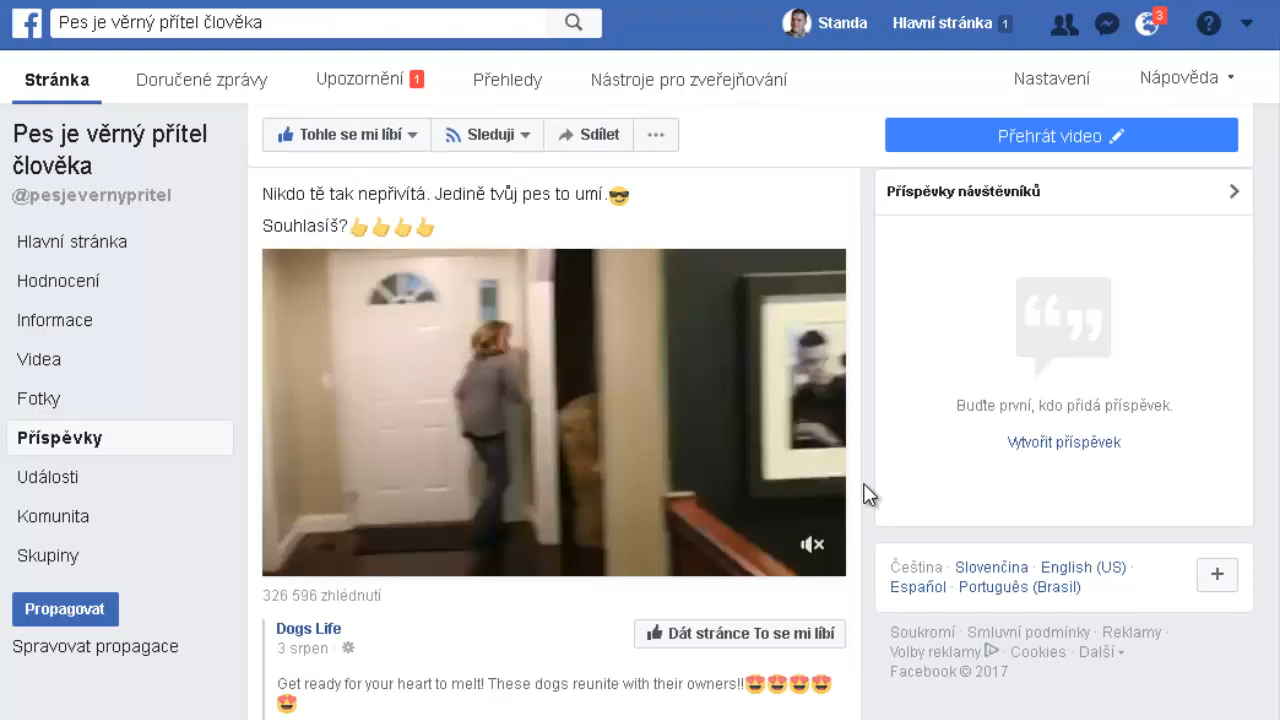 Pes je věrný přítel člověka
Standa
Hlavní stránka 1
3
Stránka
Doručené zprávy
Upozornění 1
Přehledy
Nástroje pro zveřejňování
Nastavení
Nápověda
Pes je věrný přítel
člověka
@pesjevernypritel
Hlavní stránka
Hodnocení
Informace
Videa
Fotky
Příspěvky
Události
Komunita
Skupiny
Propagovat
Spravovat propagace
Tohle se mi líbí
Sleduji
Sdílet
Přehrát video
Nikdo tě tak nepřivítá. Jedině tvůj pes to umí.😎
Souhlasíš?👍👍👍👍
326 596 zhlédnutí
Dogs Life
3 srpen ·
Dát stránce To se mi líbí
Get ready for your heart to melt! These dogs reunite with their owners!!😍😍😍😍
😍
Příspěvky návštěvníků
Buďte první, kdo přidá příspěvek.
Vytvořit příspěvek
Čeština · Slovenčina · English (US) ·
Español · Português (Brasil)
Soukromí · Smluvní podmínky · Reklamy ·
Volby reklamy · Cookies · Další
Facebook © 2017